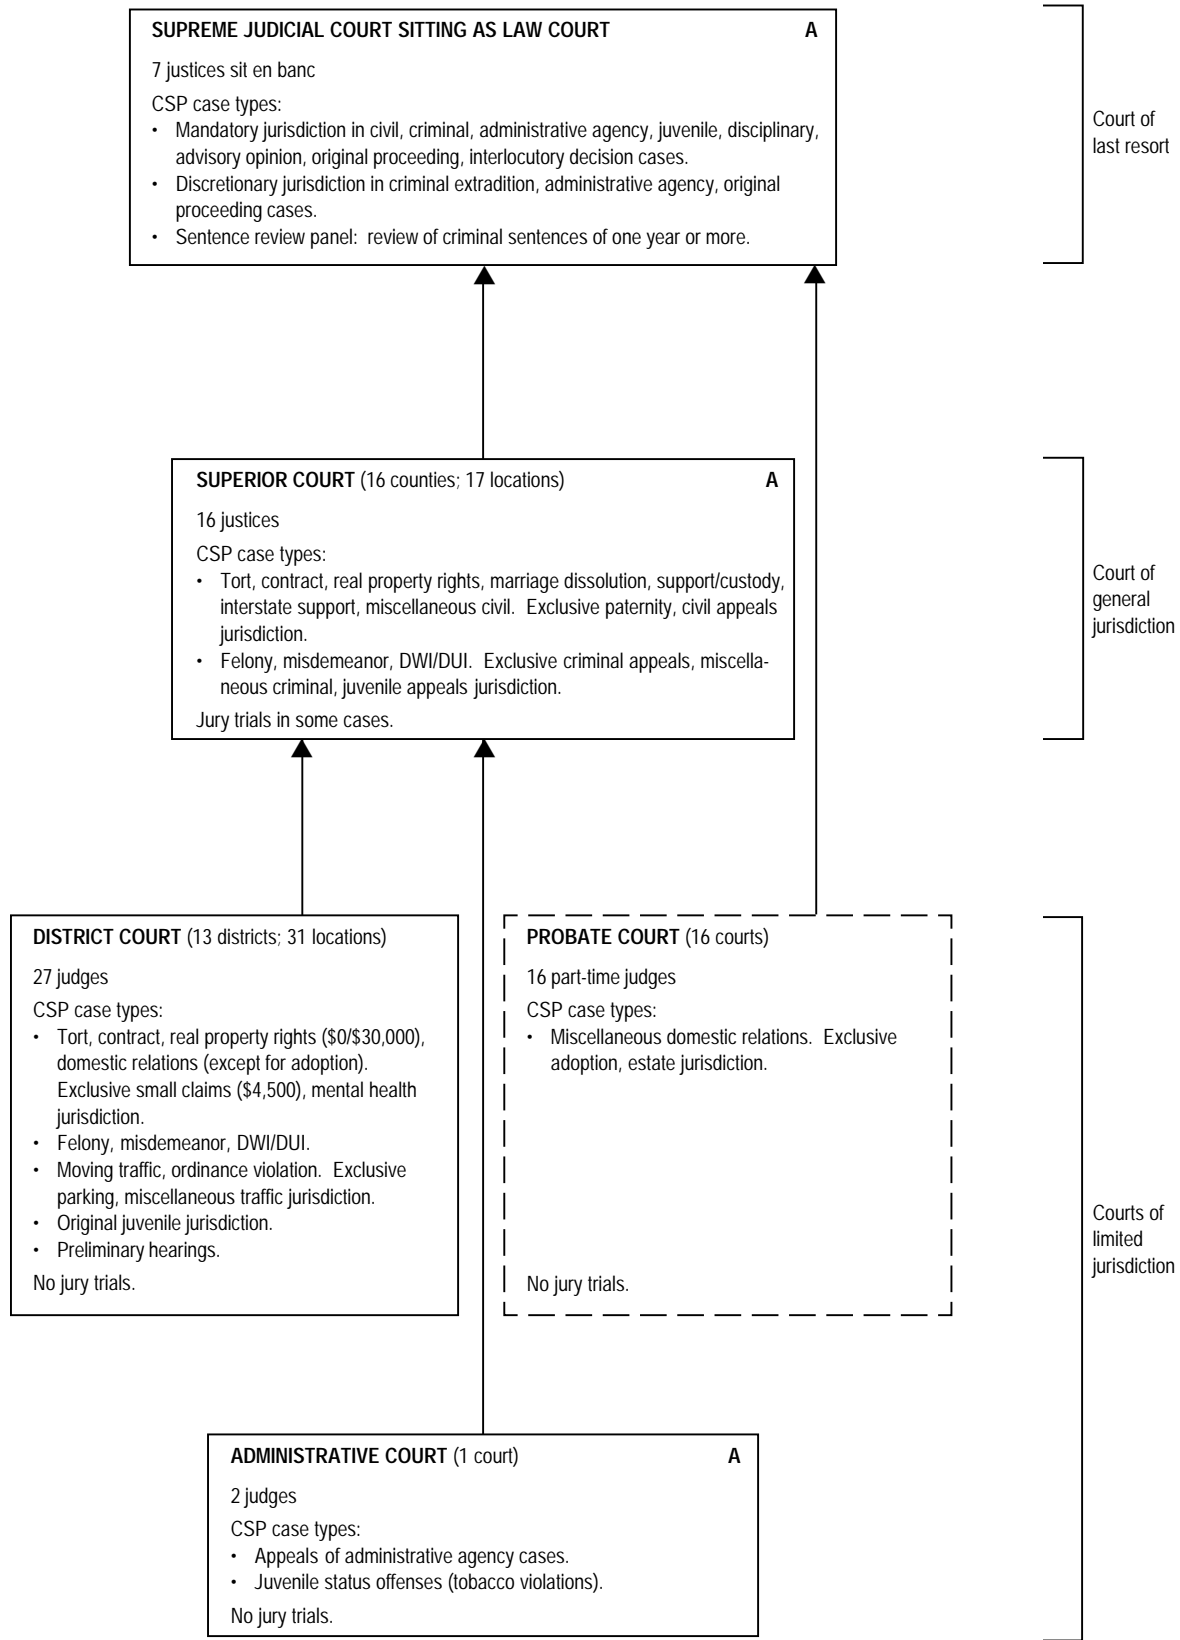 SUPREME JUDICIAL COURT SITTING AS LAW COURT A
7 justices sit en banc
CSP case types:
• Mandatory jurisdiction in civil, criminal, administrative agency, juvenile, disciplinary,
advisory opinion, original proceeding, interlocutory decision cases.
• Discretionary jurisdiction in criminal extradition, administrative agency, original
proceeding cases.
• Sentence review panel: review of criminal sentences of one year or more.
Court of
last resort
SUPERIOR COURT (16 counties; 17 locations) A
16 justices
CSP case types:
• Tort, contract, real property rights, marriage dissolution, support/custody,
interstate support, miscellaneous civil. Exclusive paternity, civil appeals
jurisdiction.
• Felony, misdemeanor, DWI/DUI. Exclusive criminal appeals, miscella-
neous criminal, juvenile appeals jurisdiction.
Jury trials in some cases.
Court of
general
jurisdiction
DISTRICT COURT (13 districts; 31 locations)
27 judges
CSP case types:
• Tort, contract, real property rights ($0/$30,000),
domestic relations (except for adoption).
Exclusive small claims ($4,500), mental health
jurisdiction.
• Felony, misdemeanor, DWI/DUI.
• Moving traffic, ordinance violation. Exclusive
parking, miscellaneous traffic jurisdiction.
• Original juvenile jurisdiction.
• Preliminary hearings.
No jury trials.
PROBATE COURT (16 courts)
16 part-time judges
CSP case types:
• Miscellaneous domestic relations. Exclusive
adoption, estate jurisdiction.
No jury trials.
Courts of
limited
jurisdiction
ADMINISTRATIVE COURT (1 court) A
2 judges
CSP case types:
• Appeals of administrative agency cases.
• Juvenile status offenses (tobacco violations).
No jury trials.